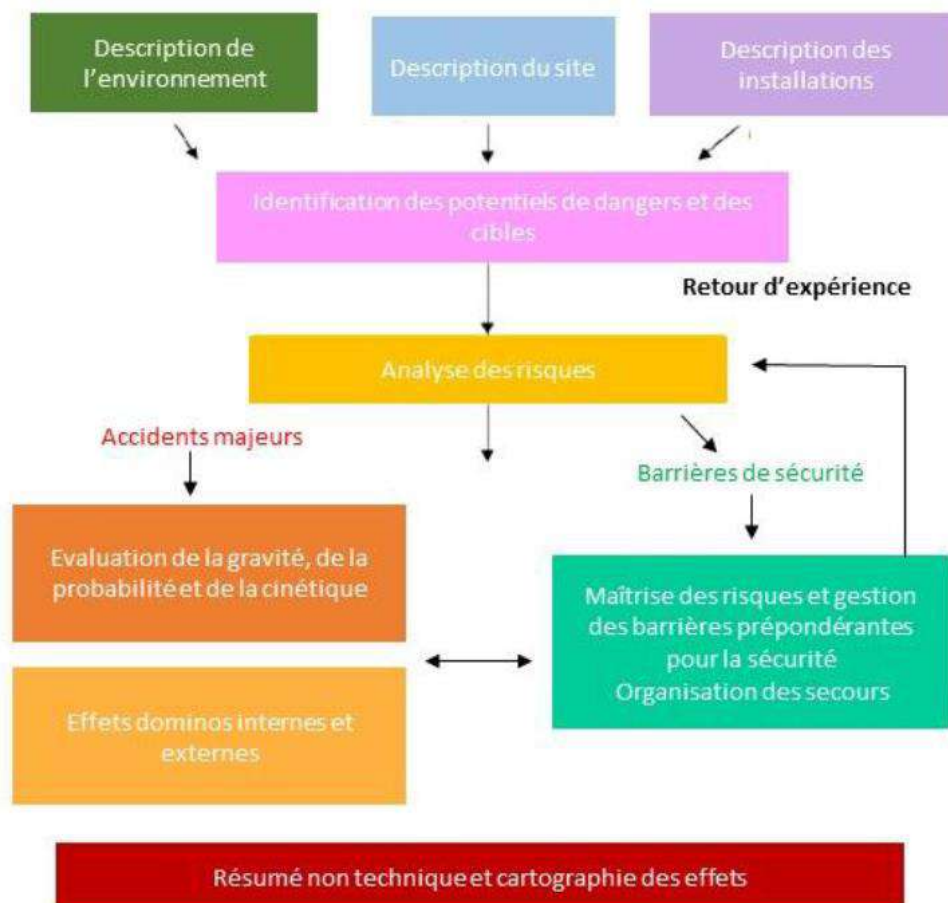 Description de
l'environnement
Description du site
Description des
installations
Identification des potentiels de dangers et des
cibles
Retour d'expérience
Analyse des risques
Accidents majeurs
Barrières de sécurité
Evaluation de la gravité, de la
probabilité et de la cinétique
Maîtrise des risques et gestion
des barrières prépondérantes
pour la sécurité
Organisation des secours
Effets dominos internes et
externes
Résumé non technique et cartographie des effets